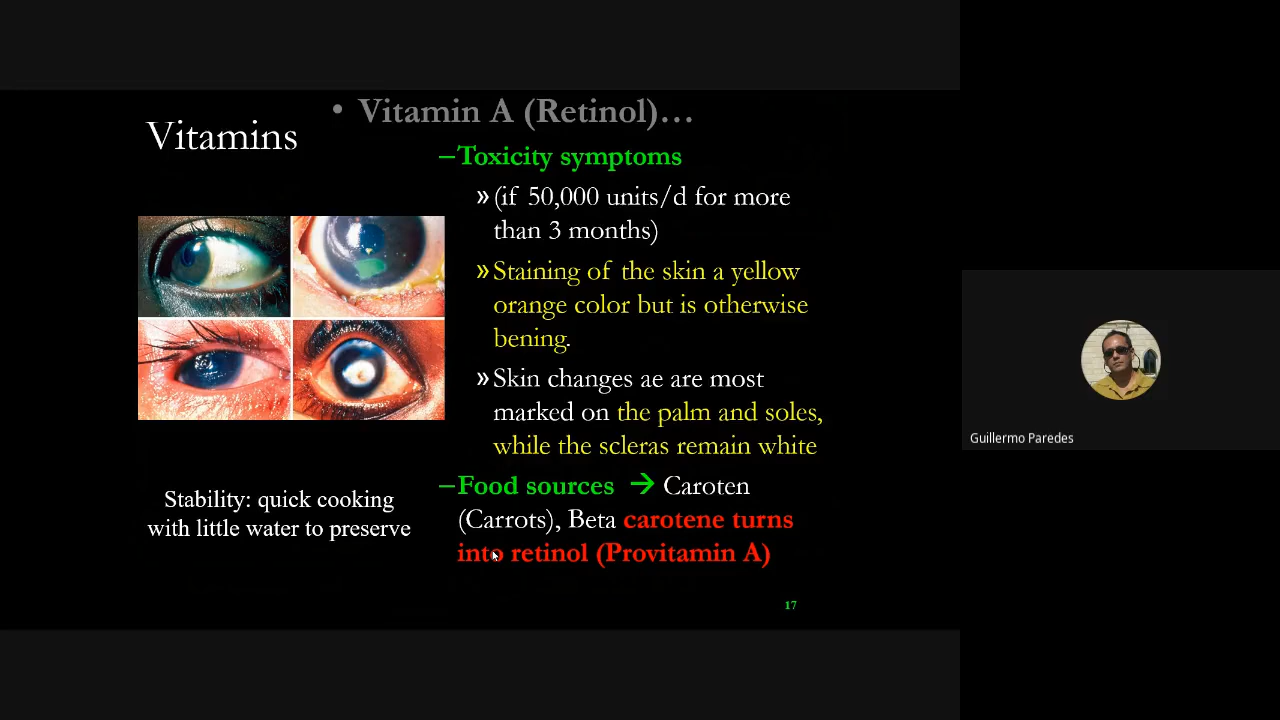 Vitamins
• Vitamin A (Retinol)…
–Toxicity symptoms
»(if 50,000 units/d for more
than 3 months)
»Staining of the skin a yellow
orange color but is otherwise
bening.
»Skin changes ae are most
marked on the palm and soles,
while the scleras remain white
–Food sources → Caroten
(Carrots), Beta carotene turns
into retinol (Provitamin A)
Stability: quick cooking
with little water to preserve
17
Guillermo Paredes